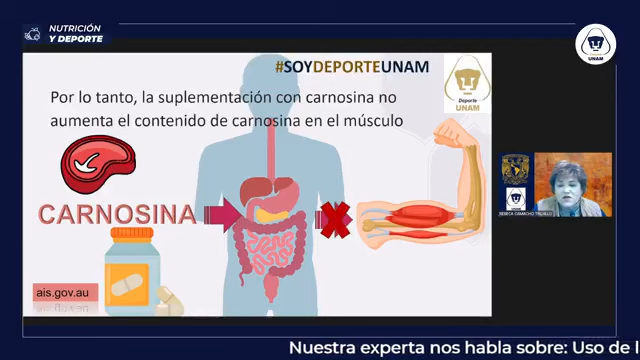 NUTRICIÓN
Y DEPORTE
UNAM
#SOYDEPORTEUNAM
Por lo tanto, la suplementación con carnosina no
aumenta el contenido de carnosina en el músculo
Deporte
UNAM
CARNOSINA
ais.gov.au
UNAM
REBECA CAMACHO TRUJILLO
Nuestra experta nos habla sobre: Uso de l